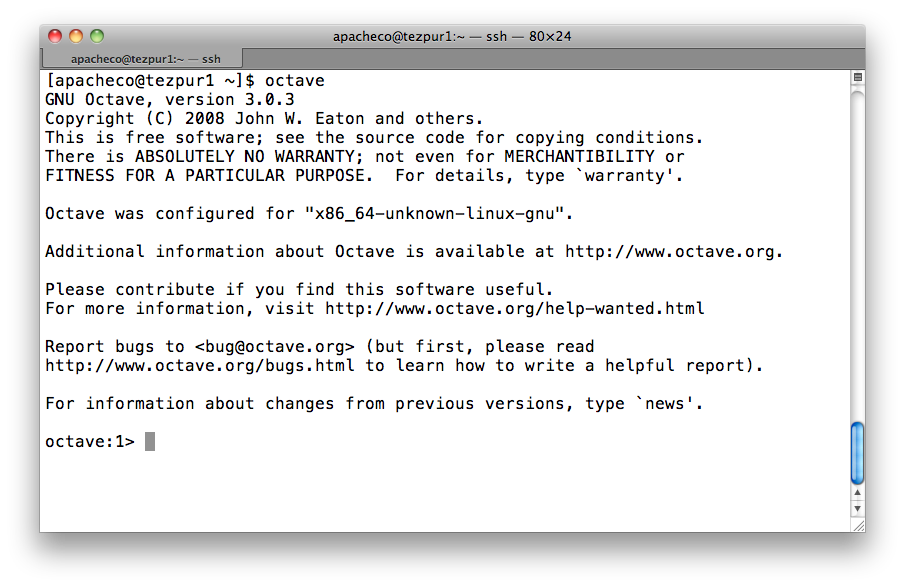 apacheco@tezpur1:~ — ssh — 80×24
apacheco@tezpur1:~ — ssh
[apacheco@tezpur1 ~]$ octave
GNU Octave, version 3.0.3
Copyright (C) 2008 John W. Eaton and others.
This is free software; see the source code for copying conditions.
There is ABSOLUTELY NO WARRANTY; not even for MERCHANTIBILITY or
FITNESS FOR A PARTICULAR PURPOSE.  For details, type `warranty'.
Octave was configured for "x86_64-unknown-linux-gnu".
Additional information about Octave is available at http://www.octave.org.
Please contribute if you find this software useful.
For more information, visit http://www.octave.org/help-wanted.html
Report bugs to <bug@octave.org> (but first, please read
http://www.octave.org/bugs.html to learn how to write a helpful report).
For information about changes from previous versions, type `news'.
octave:1>